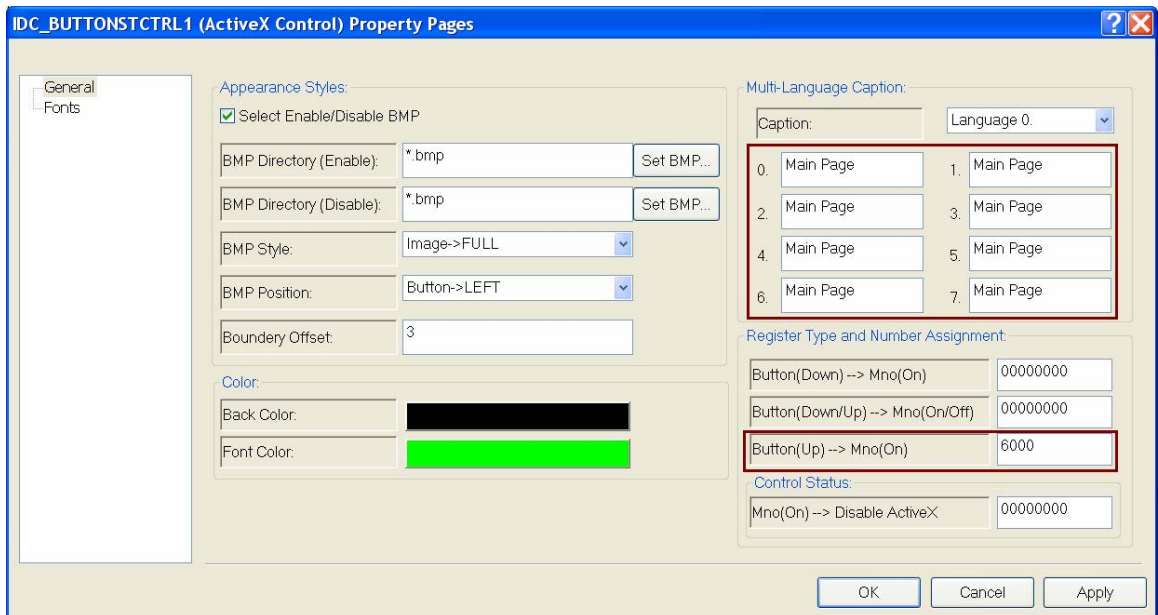 IDC_BUTTONSTCTRL1 (ActiveX Control) Property Pages
General
Fonts
Appearance Styles:
Select Enable/Disable BMP
BMP Directory (Enable): *.bmp Set BMP...
BMP Directory (Disable): *.bmp Set BMP...
BMP Style: Image->FULL
BMP Position: Button->LEFT
Boundery Offset: 3
Color:
Back Color:
Font Color:
Multi-Language Caption:
Caption: Language 0.
0. Main Page 1. Main Page
2. Main Page 3. Main Page
4. Main Page 5. Main Page
6. Main Page 7. Main Page
Register Type and Number Assignment:
Button(Down) --> Mno(On) 00000000
Button(Down/Up) --> Mno(On/Off) 00000000
Button(Up) --> Mno(On) 6000
Control Status:
Mno(On) --> Disable ActiveX 00000000
OK Cancel Apply